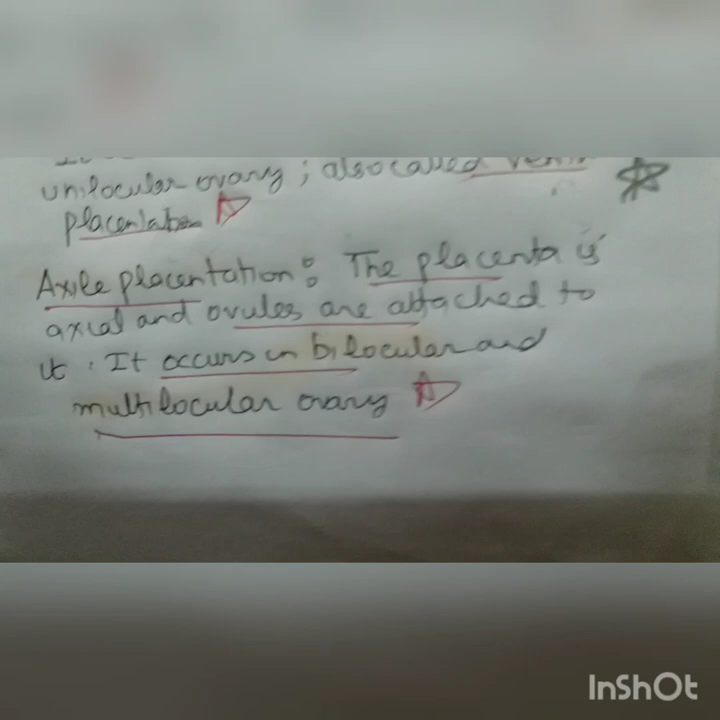 unilocular ovary; also called
placentation
Axile placentation: The placenta is
axial and ovules are attached to
it. It occurs in bilocular and
multilocular ovary
InShOt